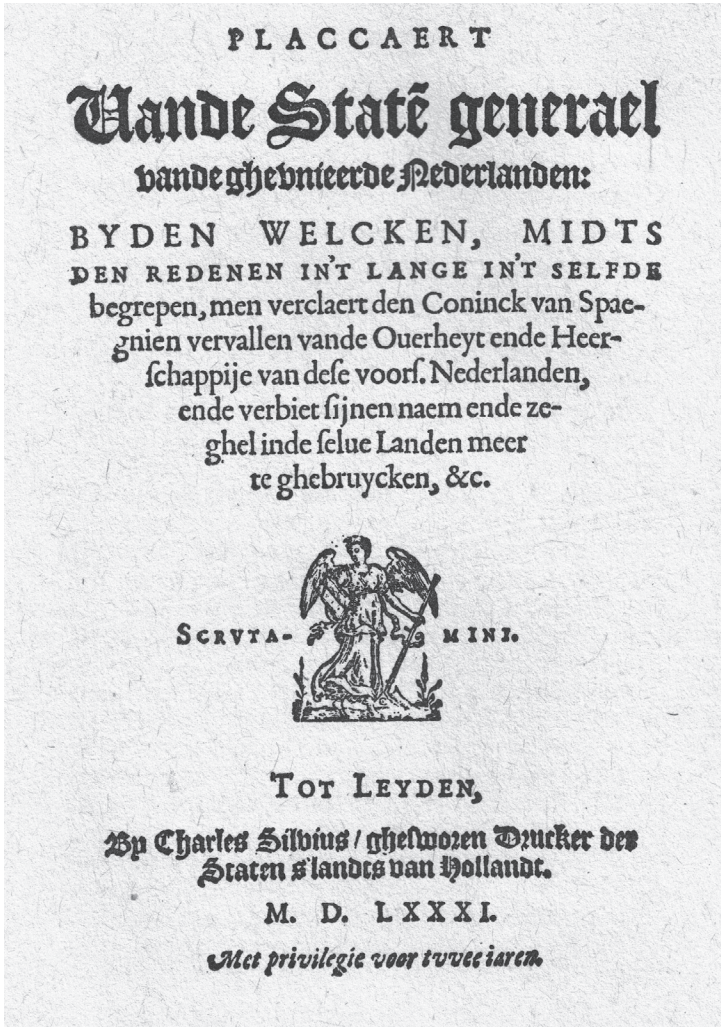 PLACCAERT
Vande Statẽ generael
vande ghevnieerde Nederlanden:
BYDEN WELCKEN, MIDTS
DEN REDENEN IN'T LANGE IN'T SELFDE
begrepen, men verclaert den Coninck van Spae-
gnien vervallen vande Ouerheyt ende Heer-
ſchappije van deſe voorſ. Nederlanden,
ende verbiet ſijnen naem ende ze-
ghel inde ſelue Landen meer
te ghebruycken, &c.
SCRVTA- MINI.
TOT LEYDEN,
By Charles Silvius / gheſworen Drucker der
Staten s'landts van Hollandt.
M. D. LXXXI.
Met privilegie voor tvvee iaren.